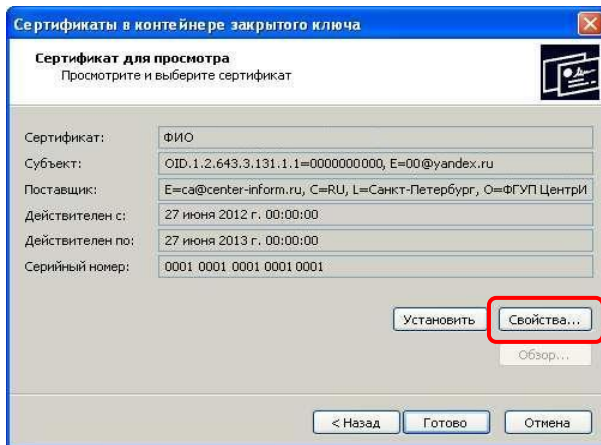 Сертификаты в контейнере закрытого ключа
Сертификат для просмотра
Просмотрите и выберите сертификат
Сертификат: ФИО
Субъект: OID.1.2.643.3.131.1.1=0000000000, E=00@yandex.ru
Поставщик: E=ca@center-inform.ru, C=RU, L=Санкт-Петербург, O=ФГУП ЦентрИ
Действителен с: 27 июня 2012 г. 00:00:00
Действителен по: 27 июня 2013 г. 00:00:00
Серийный номер: 0001 0001 0001 0001 0001
Установить Свойства...
Обзор...
< Назад Готово Отмена